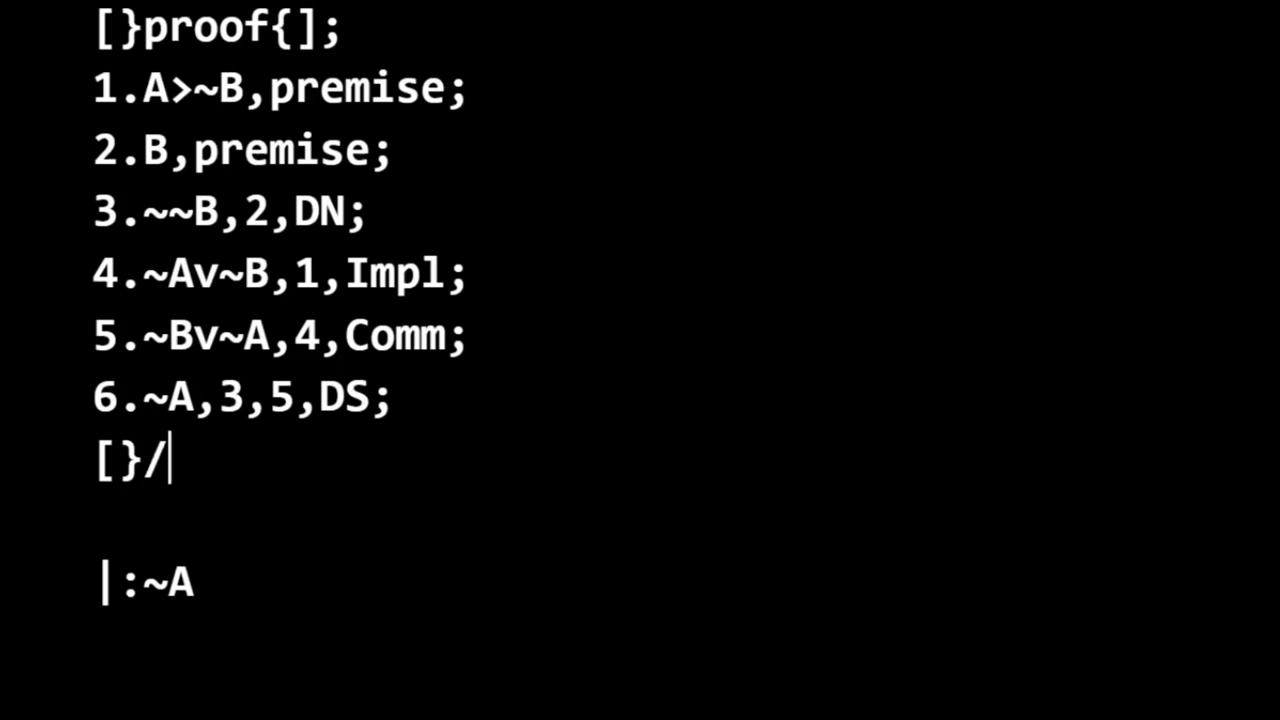 [}proof{];
1.A>~B,premise;
2.B,premise;
3.~~B,2,DN;
4.~Av~B,1,Impl;
5.~Bv~A,4,Comm;
6.~A,3,5,DS;
[}/
|:~A